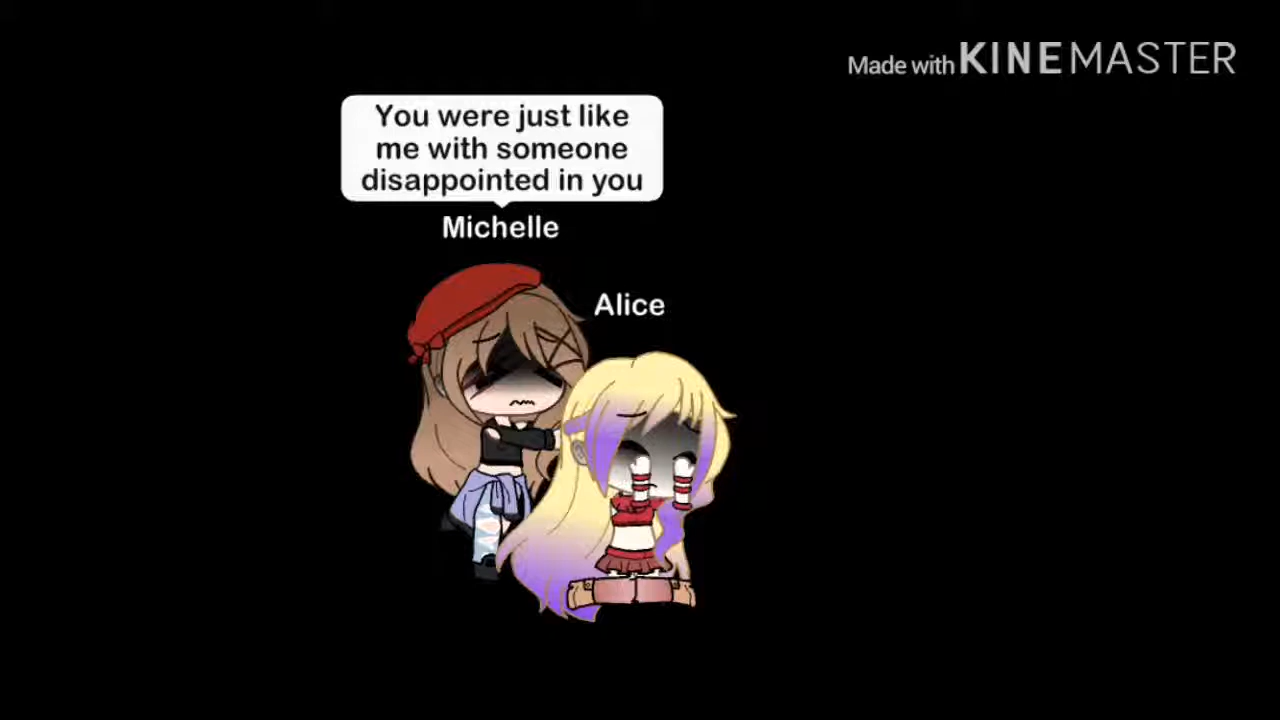 Made with KINEMASTER
You were just like
me with someone
disappointed in you
Michelle
Alice